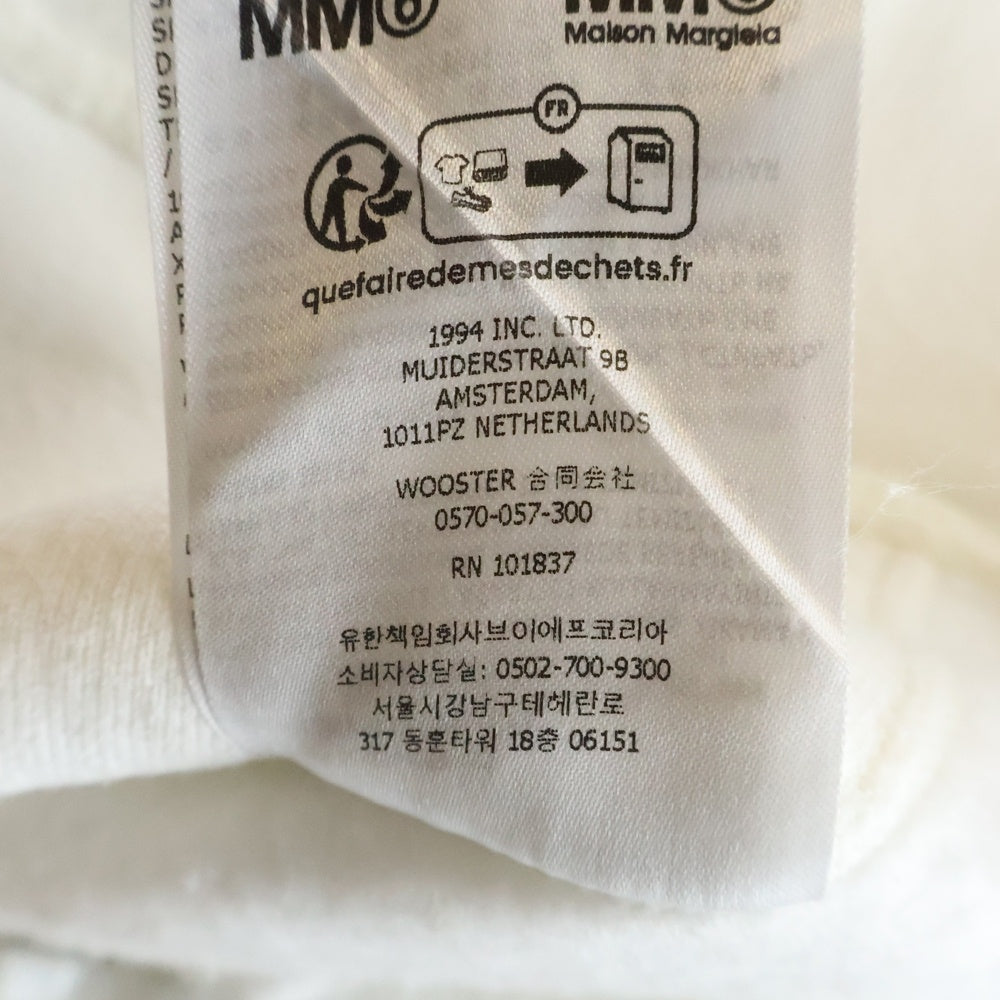 MM6
MM6
Maison Margiela
FR
quefairedemesdechets.fr
1994 INC. LTD.
MUIDERSTRAAT 9B
AMSTERDAM,
1011PZ NETHERLANDS
WOOSTER 合同会社
0570-057-300
RN 101837
유한책임회사브이에프코리아
소비자상담실: 0502-700-9300
서울시강남구테헤란로
317 동훈타워 18층 06151